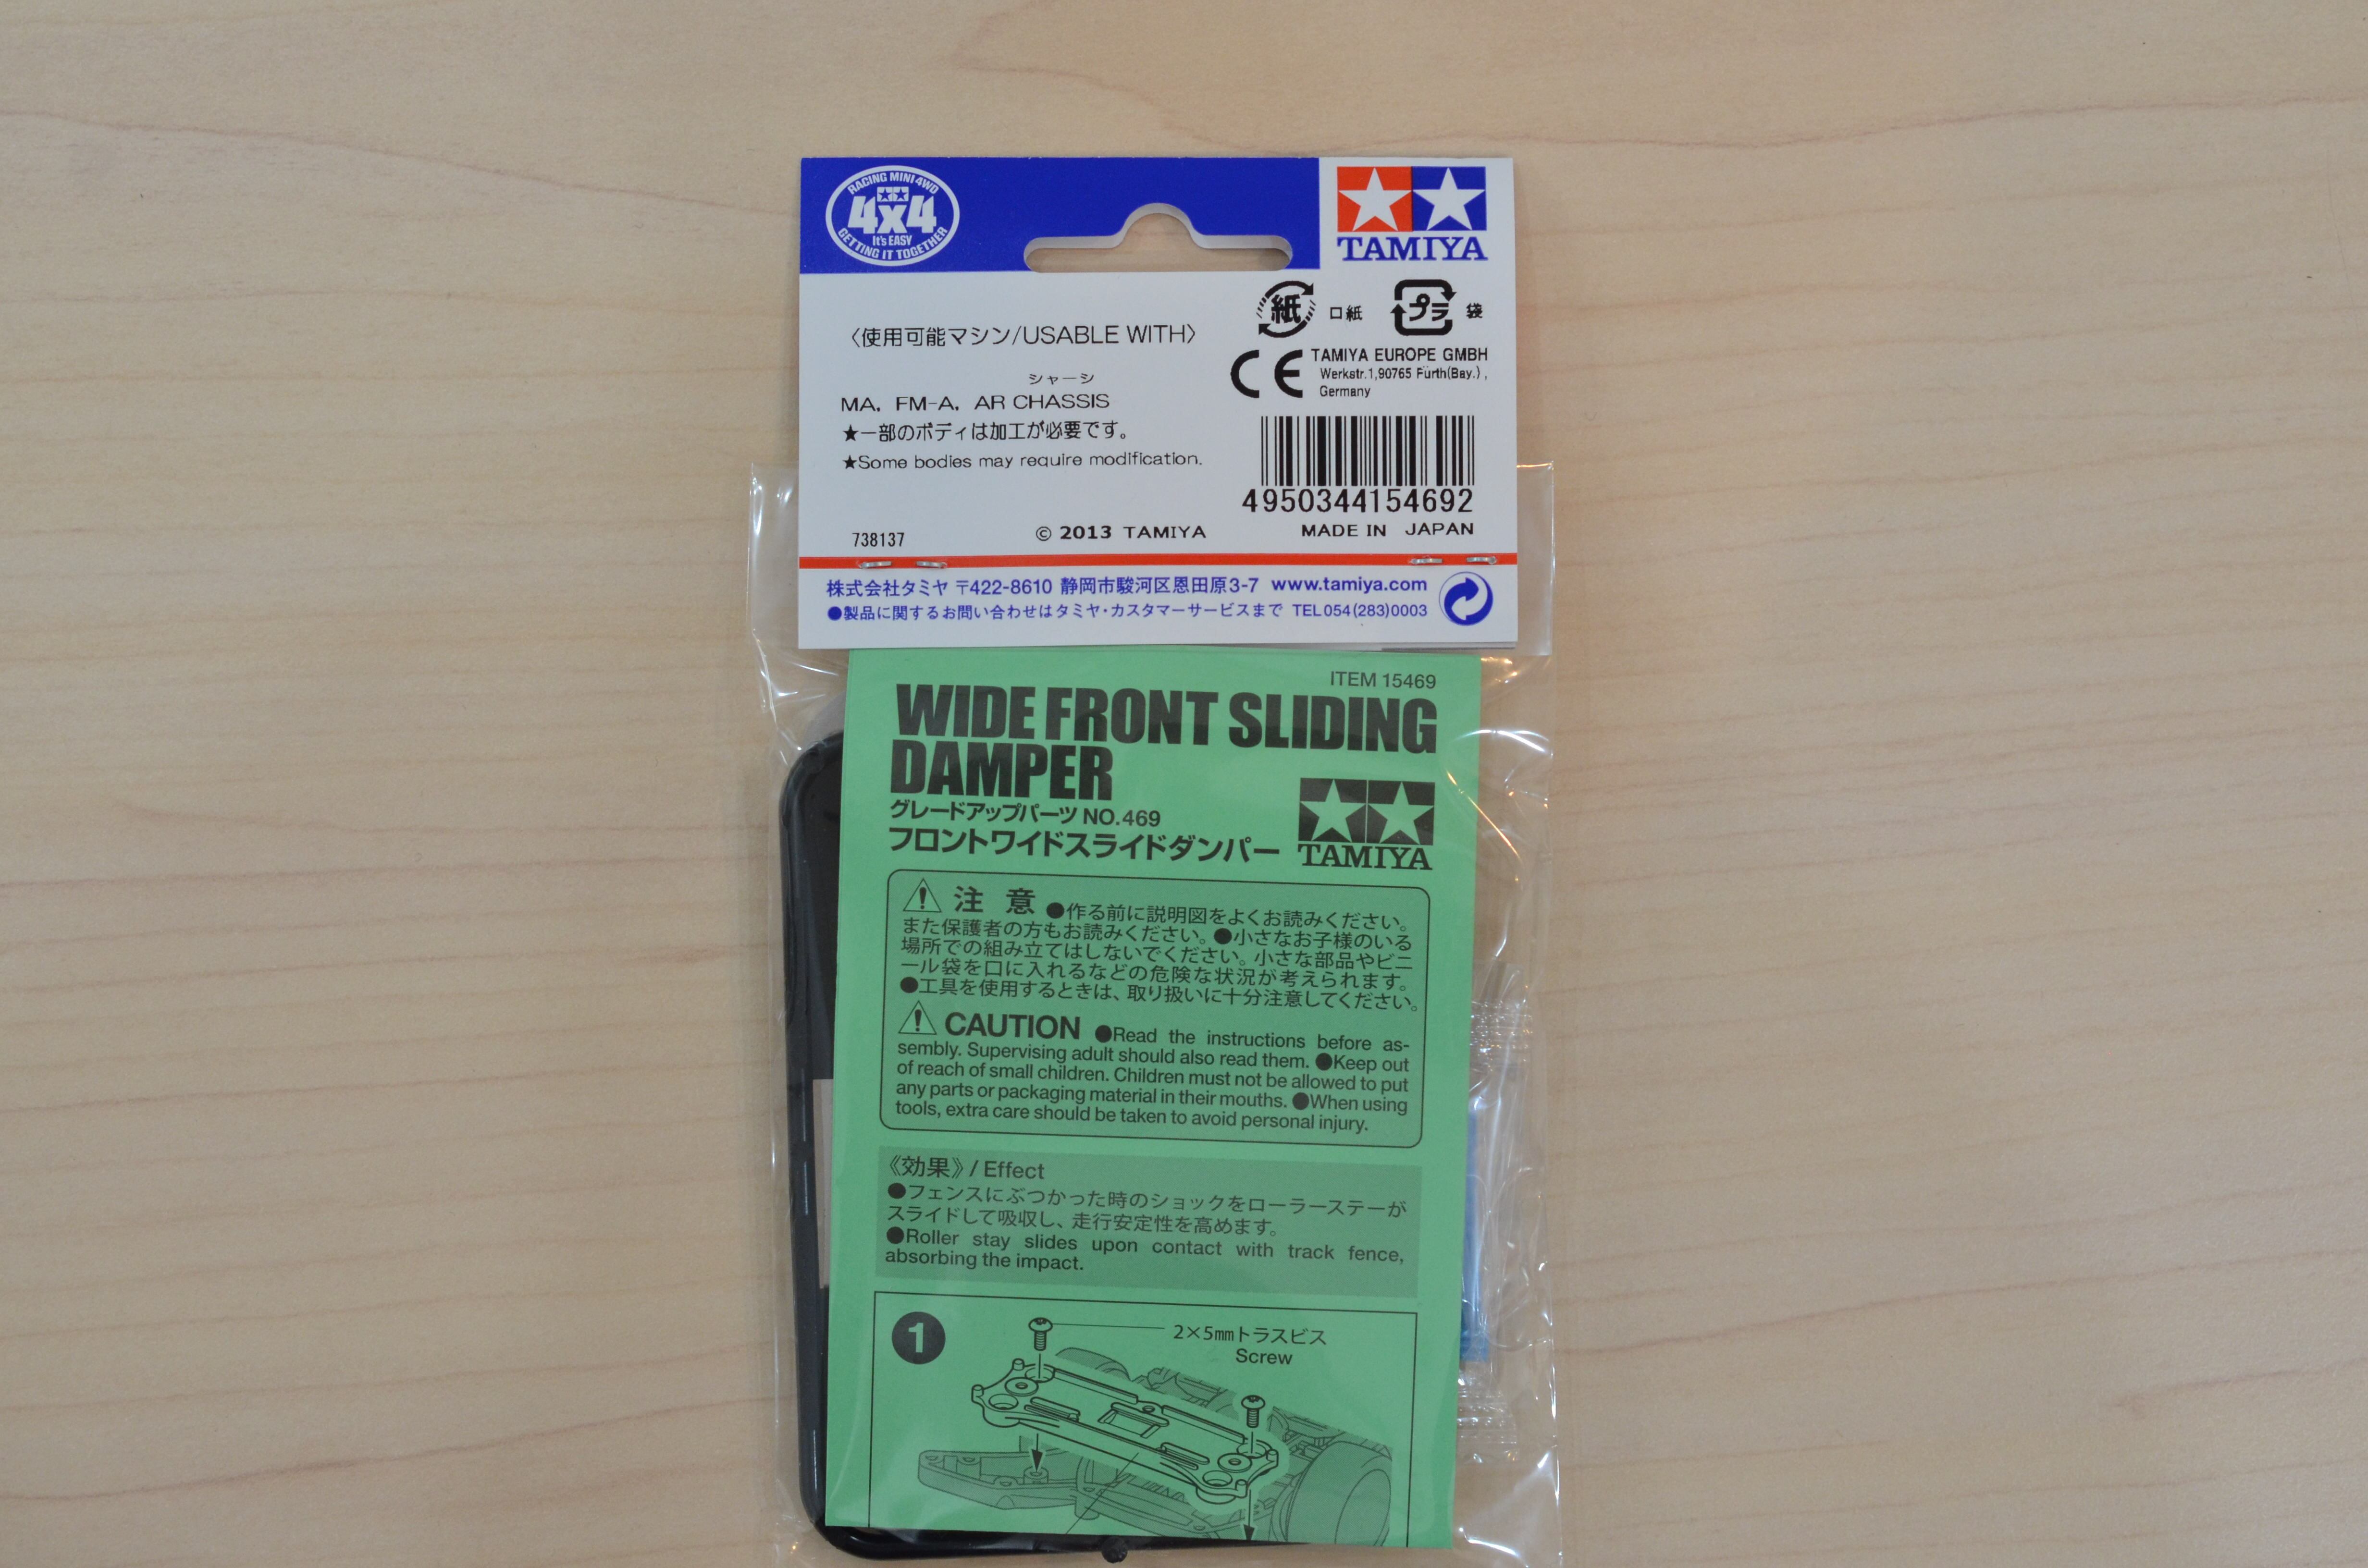 RACING MINI 4WD
4x4
It's EASY
GETTING IT TOGETHER
TAMIYA
紙 口紙 プラ 袋
〈使用可能マシン/USABLE WITH〉
CE TAMIYA EUROPE GMBH
Werkstr.1,90765 Fürth(Bay.),
Germany
シャーシ
MA, FM-A, AR CHASSIS
★一部のボディは加工が必要です。
★Some bodies may require modification.
4950344154692
738137 © 2013 TAMIYA MADE IN JAPAN
株式会社タミヤ 〒422-8610 静岡市駿河区恩田原3-7 www.tamiya.com
●製品に関するお問い合わせはタミヤ・カスタマーサービスまで TEL054(283)0003
ITEM 15469
WIDE FRONT SLIDING
DAMPER
グレードアップパーツ NO.469
フロントワイドスライドダンパー
TAMIYA
注 意 ●作る前に説明図をよくお読みください。
また保護者の方もお読みください。●小さなお子様のいる
場所での組み立てはしないでください。小さな部品やビニ
ール袋を口に入れるなどの危険な状況が考えられます。
●工具を使用するときは、取り扱いに十分注意してください。
CAUTION ●Read the instructions before as-
sembly. Supervising adult should also read them. ●Keep out
of reach of small children. Children must not be allowed to put
any parts or packaging material in their mouths. ●When using
tools, extra care should be taken to avoid personal injury.
《効果》/ Effect
●フェンスにぶつかった時のショックをローラーステーが
スライドして吸収し、走行安定性を高めます。
●Roller stay slides upon contact with track fence,
absorbing the impact.
1
2×5mmトラスビス
Screw